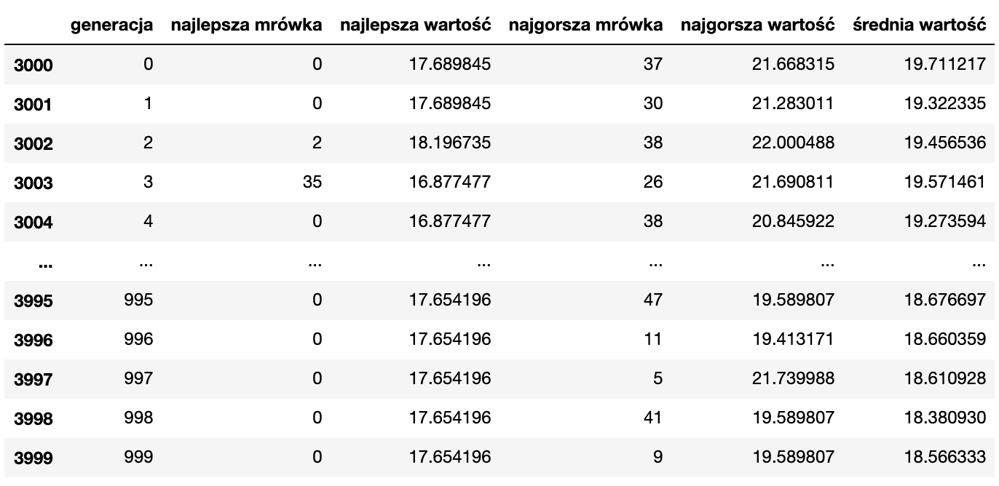 generacja najlepsza mrówka najlepsza wartość najgorsza mrówka najgorsza wartość średnia wartość
3000 0 0 17.689845 37 21.668315 19.711217
3001 1 0 17.689845 30 21.283011 19.322335
3002 2 2 18.196735 38 22.000488 19.456536
3003 3 35 16.877477 26 21.690811 19.571461
3004 4 0 16.877477 38 20.845922 19.273594
... ... ... ... ... ... ...
3995 995 0 17.654196 47 19.589807 18.676697
3996 996 0 17.654196 11 19.413171 18.660359
3997 997 0 17.654196 5 21.739988 18.610928
3998 998 0 17.654196 41 19.589807 18.380930
3999 999 0 17.654196 9 19.589807 18.566333